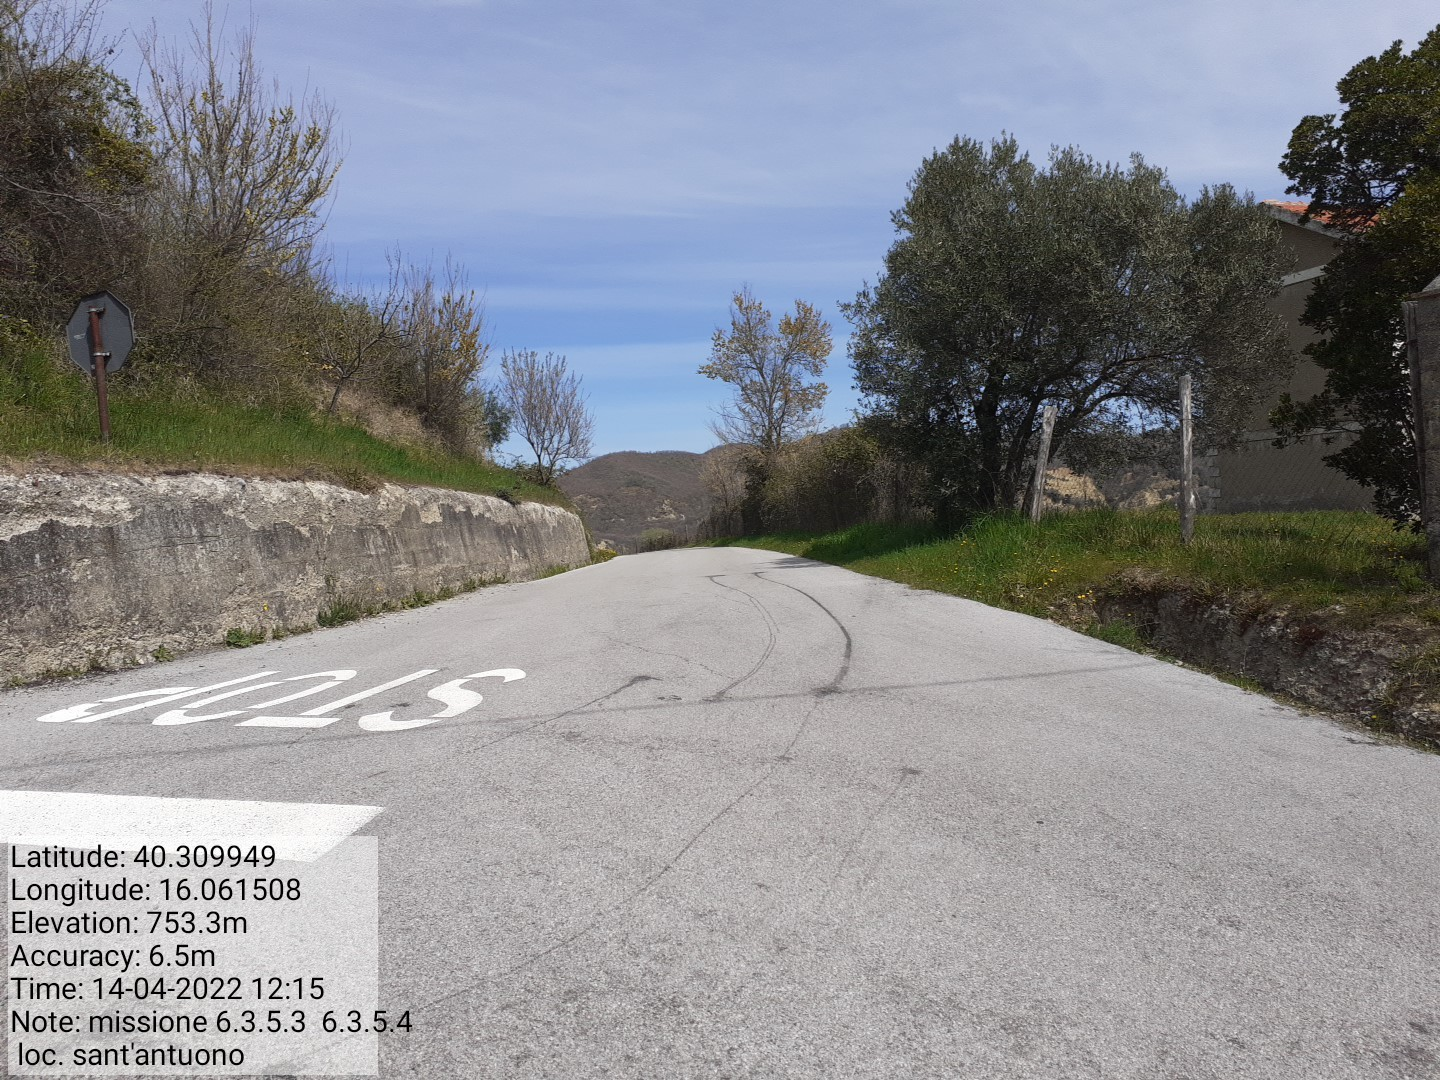 STOP
Latitude: 40.309949
Longitude: 16.061508
Elevation: 753.3m
Accuracy: 6.5m
Time: 14-04-2022 12:15
Note: missione 6.3.5.3 6.3.5.4
loc. sant'antuono